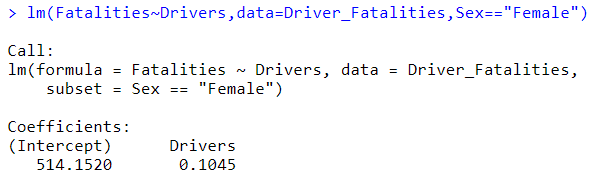 > lm(Fatalities~Drivers,data=Driver_Fatalities,Sex=="Female")
Call:
lm(formula = Fatalities ~ Drivers, data = Driver_Fatalities,
    subset = Sex == "Female")
Coefficients:
(Intercept)      Drivers
   514.1520       0.1045